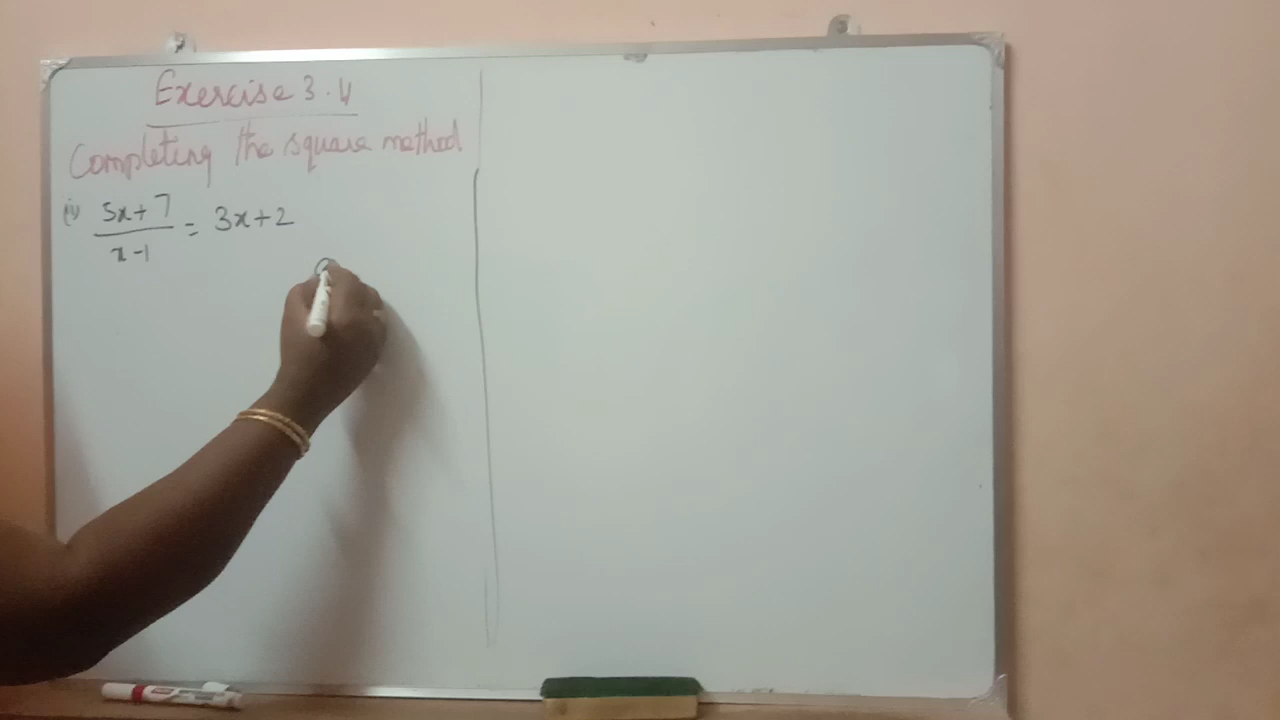 Exercise 3.4
Completing the square method
5x+7
= 3x+2
x-1